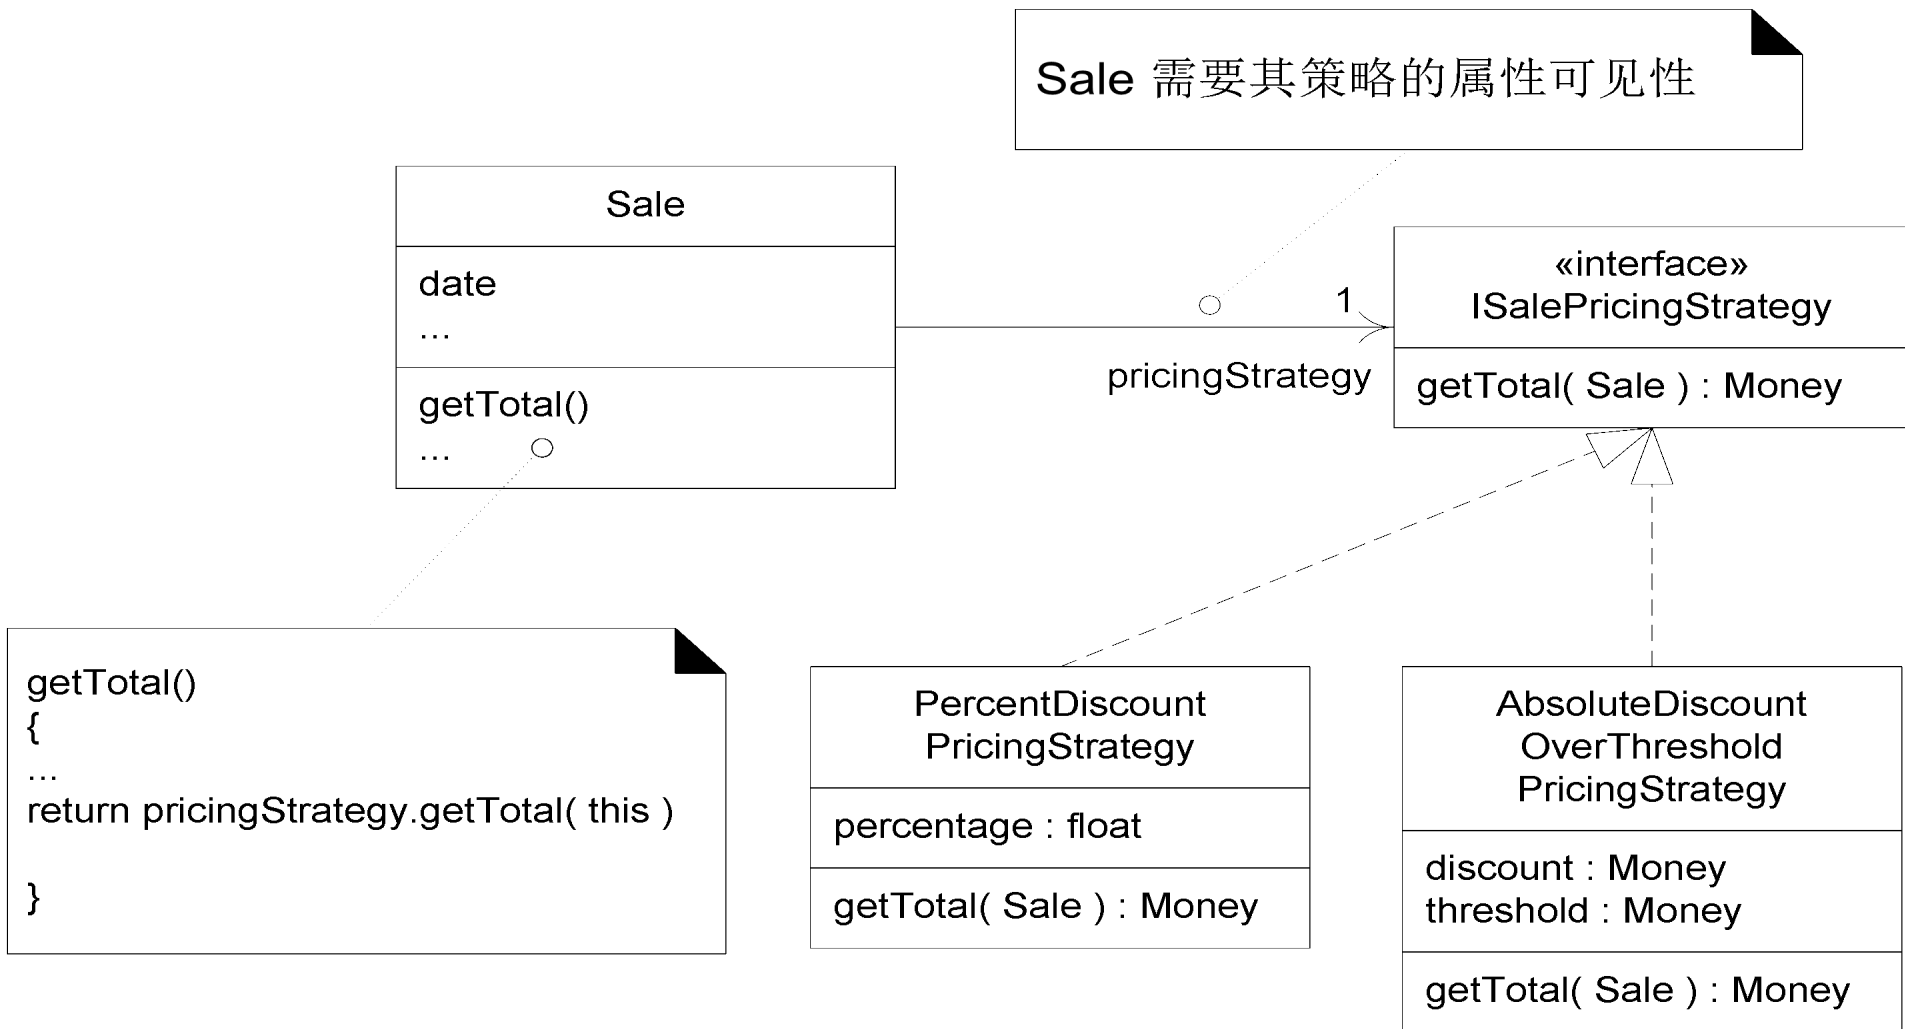 Sale 需要其策略的属性可见性
Sale
date
...
getTotal()
...
1
pricingStrategy
«interface»
ISalePricingStrategy
getTotal( Sale ) : Money
getTotal()
{
...
return pricingStrategy.getTotal( this )
}
PercentDiscount
PricingStrategy
percentage : float
getTotal( Sale ) : Money
AbsoluteDiscount
OverThreshold
PricingStrategy
discount : Money
threshold : Money
getTotal( Sale ) : Money